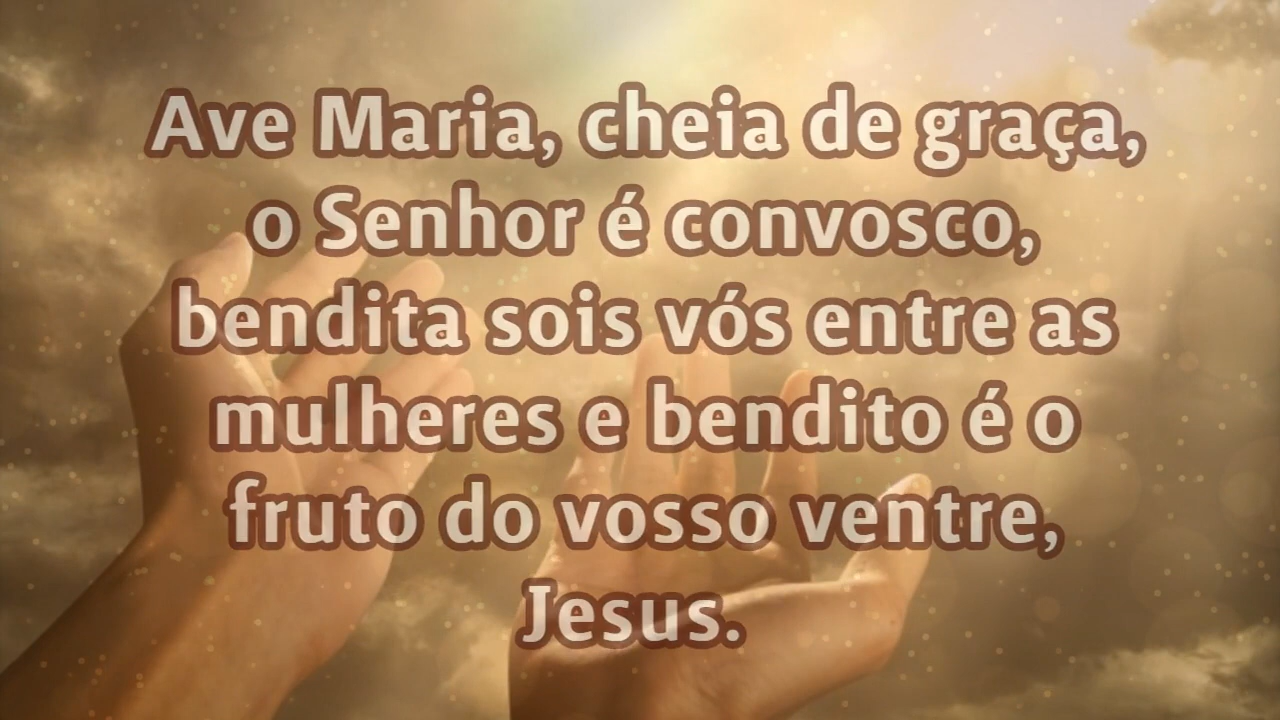 Ave Maria, cheia de graça,
o Senhor é convosco,
bendita sois vós entre as
mulheres e bendito é o
fruto do vosso ventre,
Jesus.